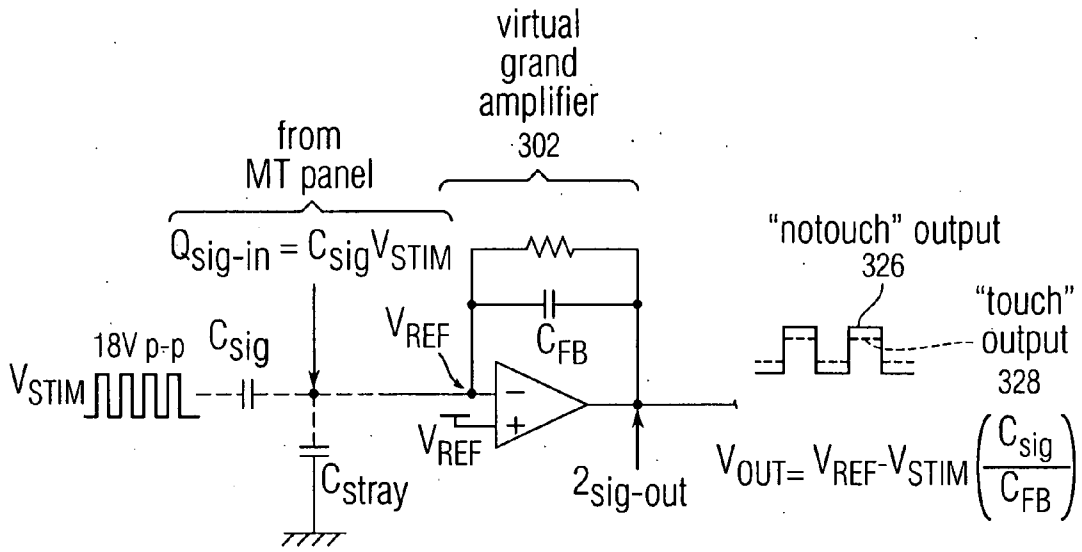 virtual
grand
amplifier
302
from
MT panel
Qsig-in = CsigVSTIM
"notouch" output
326
"touch"
output
328
18V p-p
Csig
VREF
CFB
VSTIM
−
+
VREF
Cstray
2sig-out
VOUT= VREF-VSTIM(Csig/CFB)